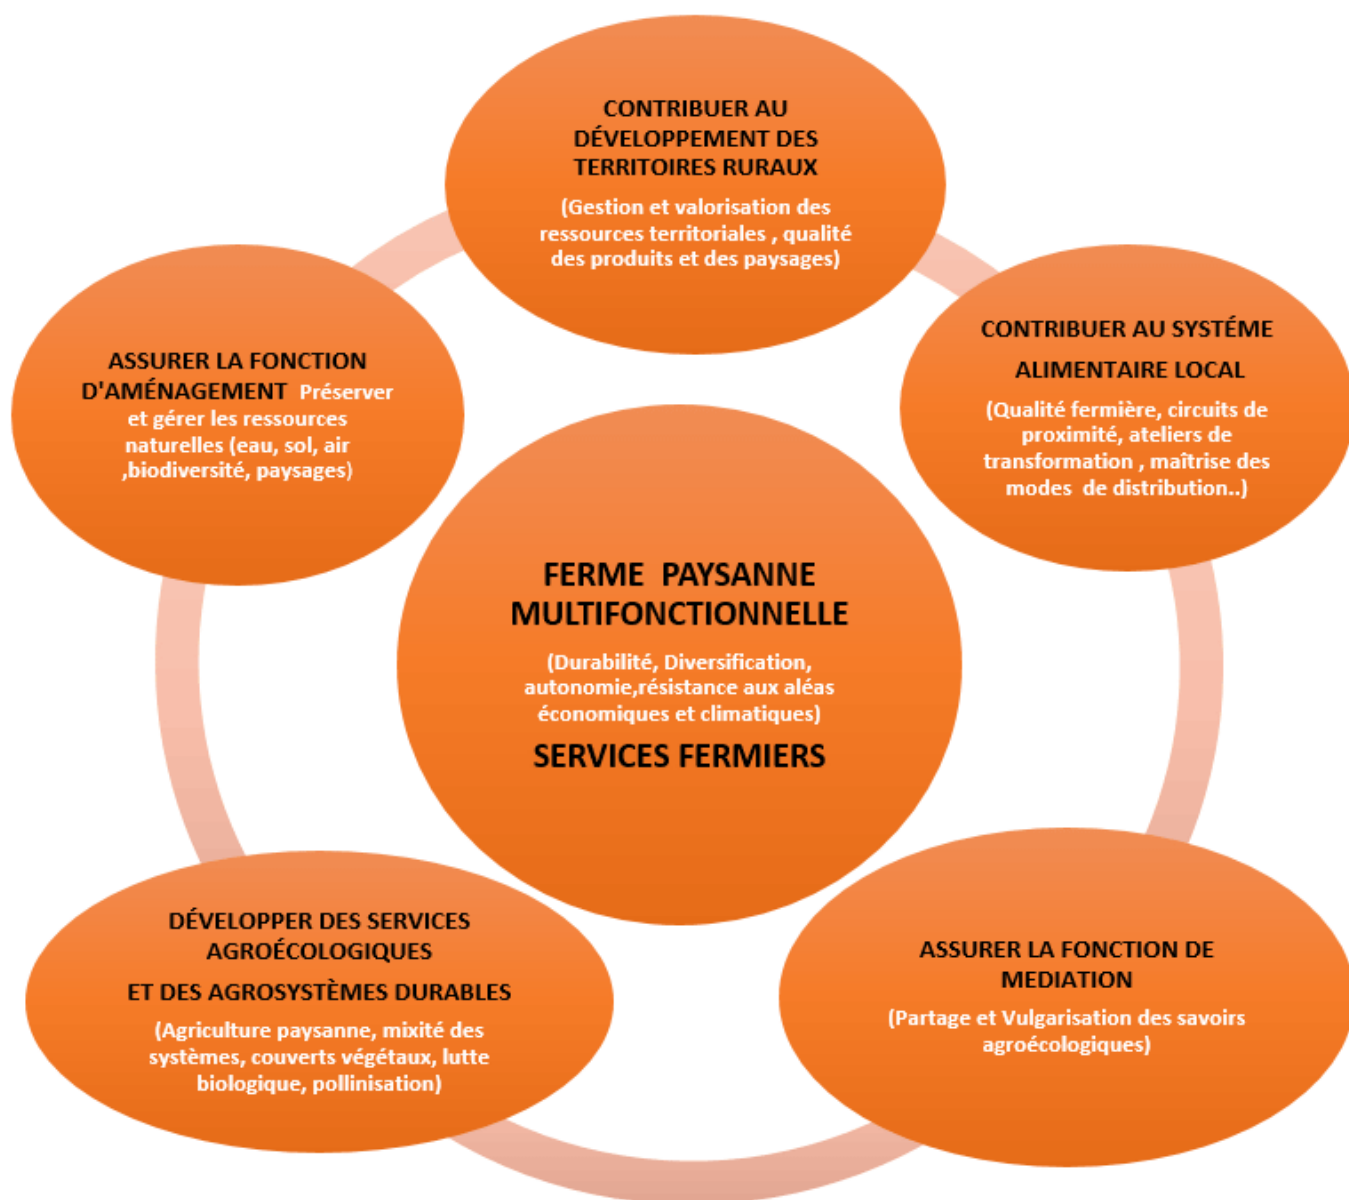 CONTRIBUER AU
DÉVELOPPEMENT DES
TERRITOIRES RURAUX
(Gestion et valorisation des
ressources territoriales , qualité
des produits et des paysages)
CONTRIBUER AU SYSTÉME
ALIMENTAIRE LOCAL
(Qualité fermière, circuits de
proximité, ateliers de
transformation , maîtrise des
modes de distribution..)
ASSURER LA FONCTION
D'AMÉNAGEMENT Préserver
et gérer les ressources
naturelles (eau, sol, air
,biodiversité, paysages)
FERME PAYSANNE
MULTIFONCTIONNELLE
(Durabilité, Diversification,
autonomie,résistance aux aléas
économiques et climatiques)
SERVICES FERMIERS
DÉVELOPPER DES SERVICES
AGROÉCOLOGIQUES
ET DES AGROSYSTÈMES DURABLES
(Agriculture paysanne, mixité des
systèmes, couverts végétaux, lutte
biologique, pollinisation)
ASSURER LA FONCTION DE
MEDIATION
(Partage et Vulgarisation des savoirs
agroécologiques)